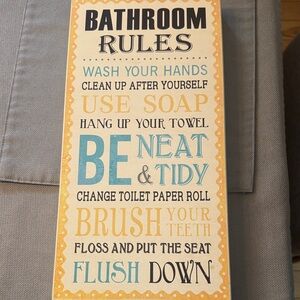 BATHROOM
RULES
WASH YOUR HANDS
CLEAN UP AFTER YOURSELF
USE SOAP
HANG UP YOUR TOWEL
BE NEAT
& TIDY
CHANGE TOILET PAPER ROLL
BRUSH YOUR
TEETH
FLOSS AND PUT THE SEAT
FLUSH DOWN